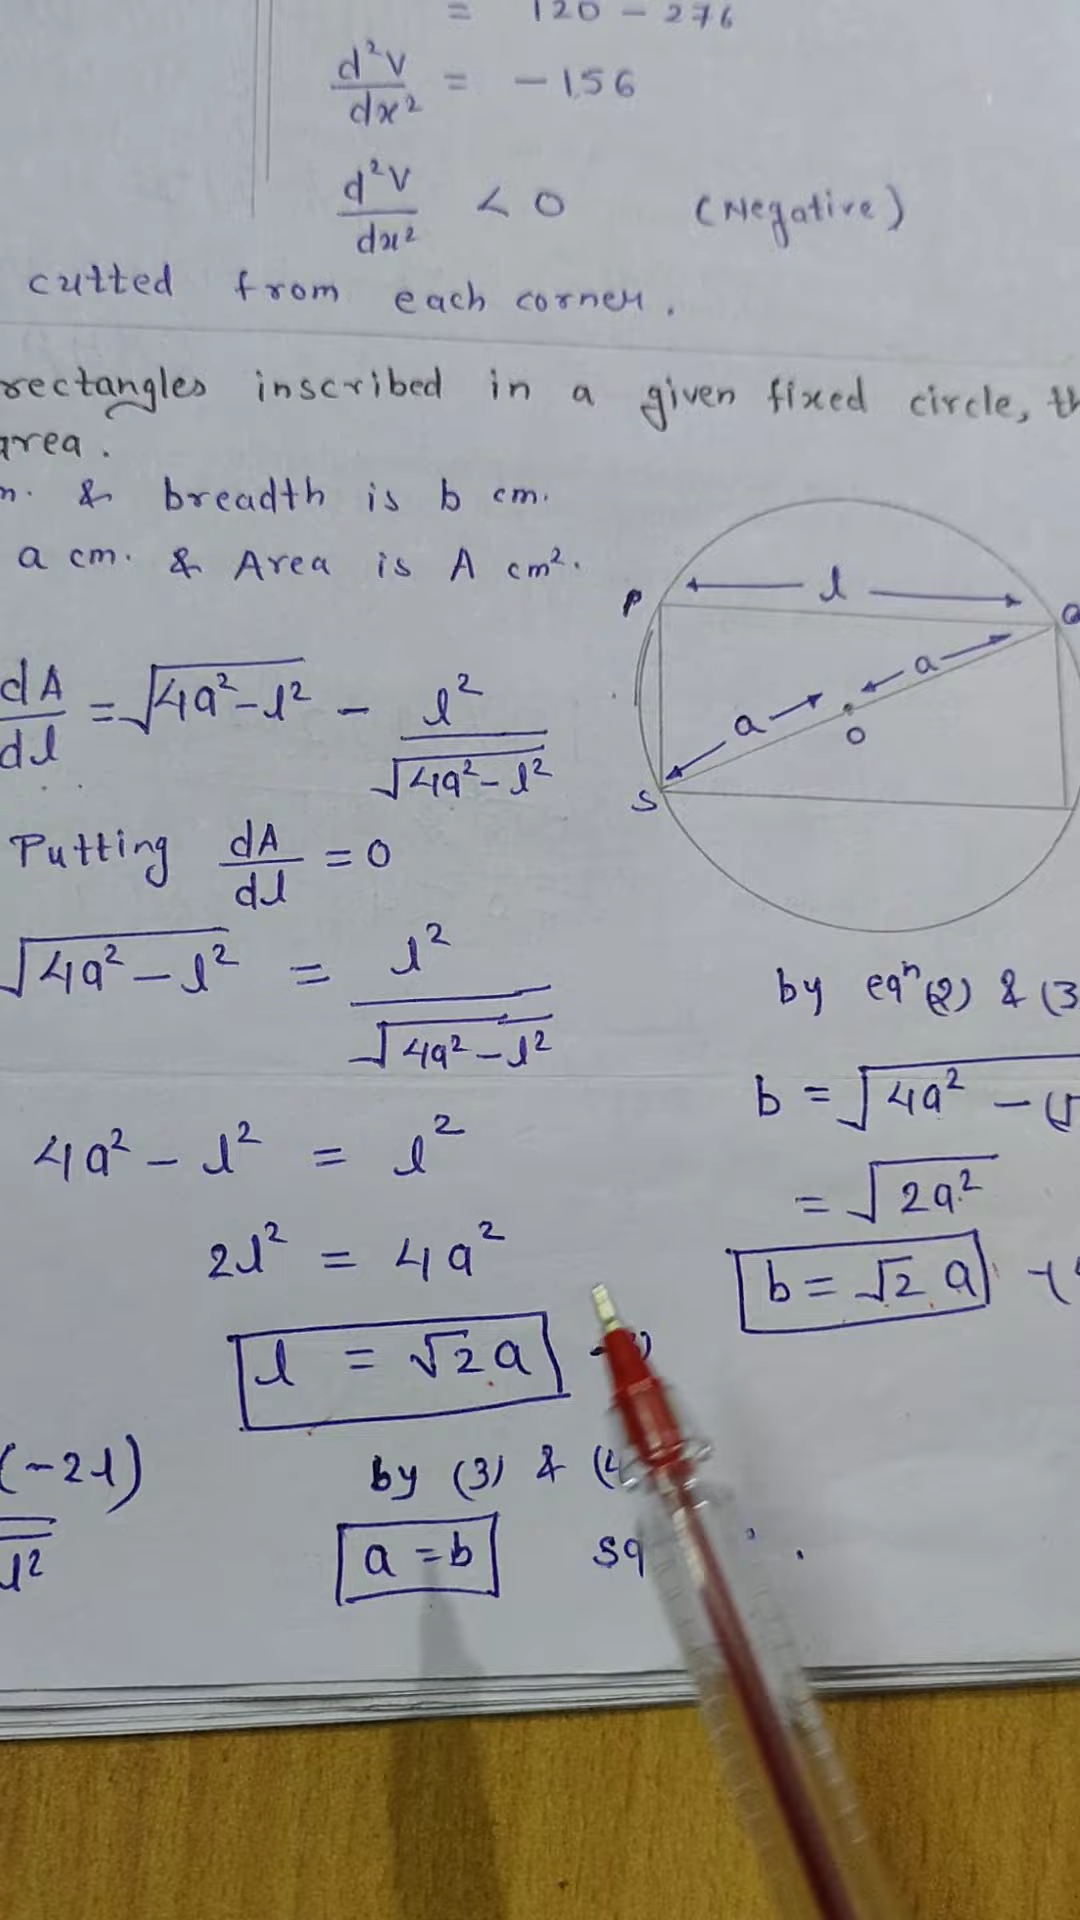 = 120 - 276
d²V/dx² = -156
d²V/dx² < 0 (Negative)
cutted from each corner.
rectangles inscribed in a given fixed circle,
area.
& breadth is b cm.
a cm. & Area is A cm².
P l
a
a
O
S
dA/dl = √(4a² - l²) - l²/√(4a² - l²)
Putting dA/dl = 0
√(4a² - l²) = l²/√(4a² - l²)
4a² - l² = l²
2l² = 4a²
l = √2 a
by (3) &
a = b
(-2l)
l²
by eqⁿ (2) & (3
b = √(4a² - (
= √(2a²)
b = √2 a